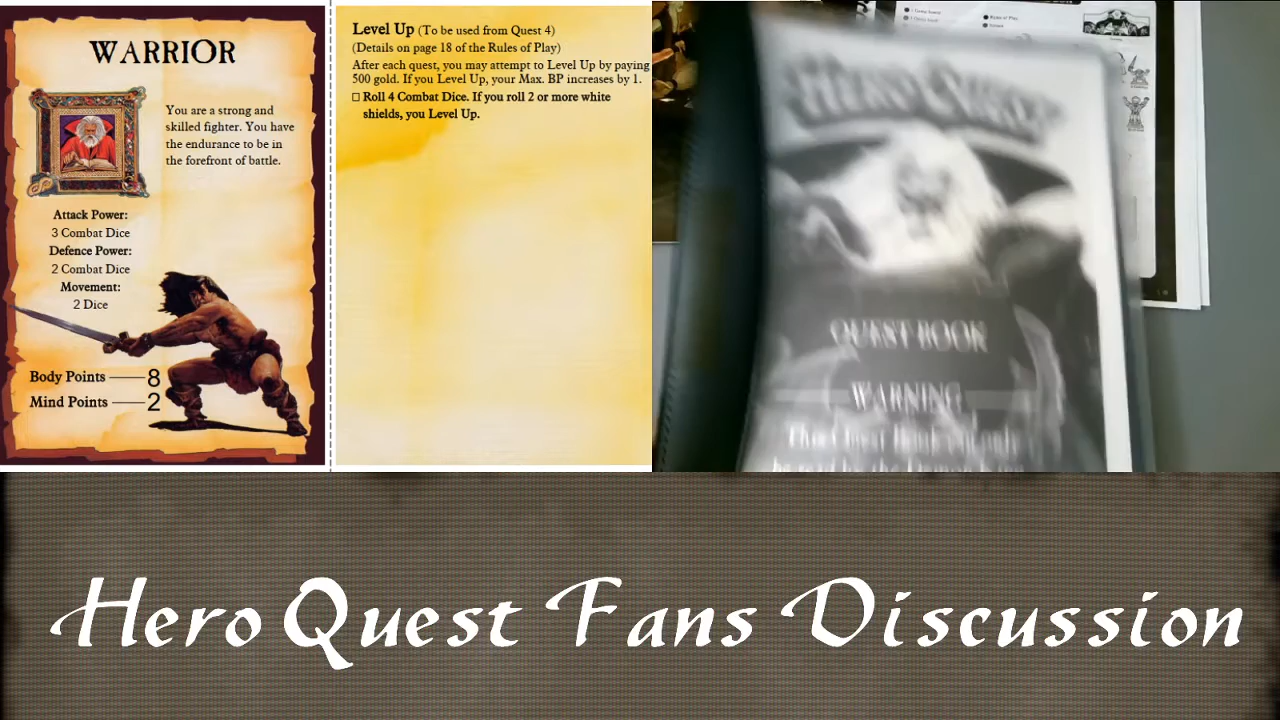 WARRIOR
You are a strong and
skilled fighter. You have
the endurance to be in
the forefront of battle.
Attack Power:
3 Combat Dice
Defence Power:
2 Combat Dice
Movement:
2 Dice
Body Points 8
Mind Points 2
Level Up (To be used from Quest 4)
(Details on page 18 of the Rules of Play)
After each quest, you may attempt to Level Up by paying
500 gold. If you Level Up, your Max. BP increases by 1.
□ Roll 4 Combat Dice. If you roll 2 or more white
shields, you Level Up.
QUEST BOOK
WARNING
Hero Quest Fans Discussion